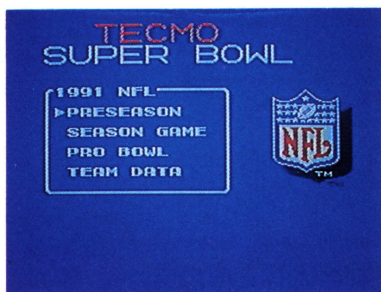 TECMO
SUPER BOWL
1991 NFL
PRESEASON
SEASON GAME
PRO BOWL
TEAM DATA
NFL
TM